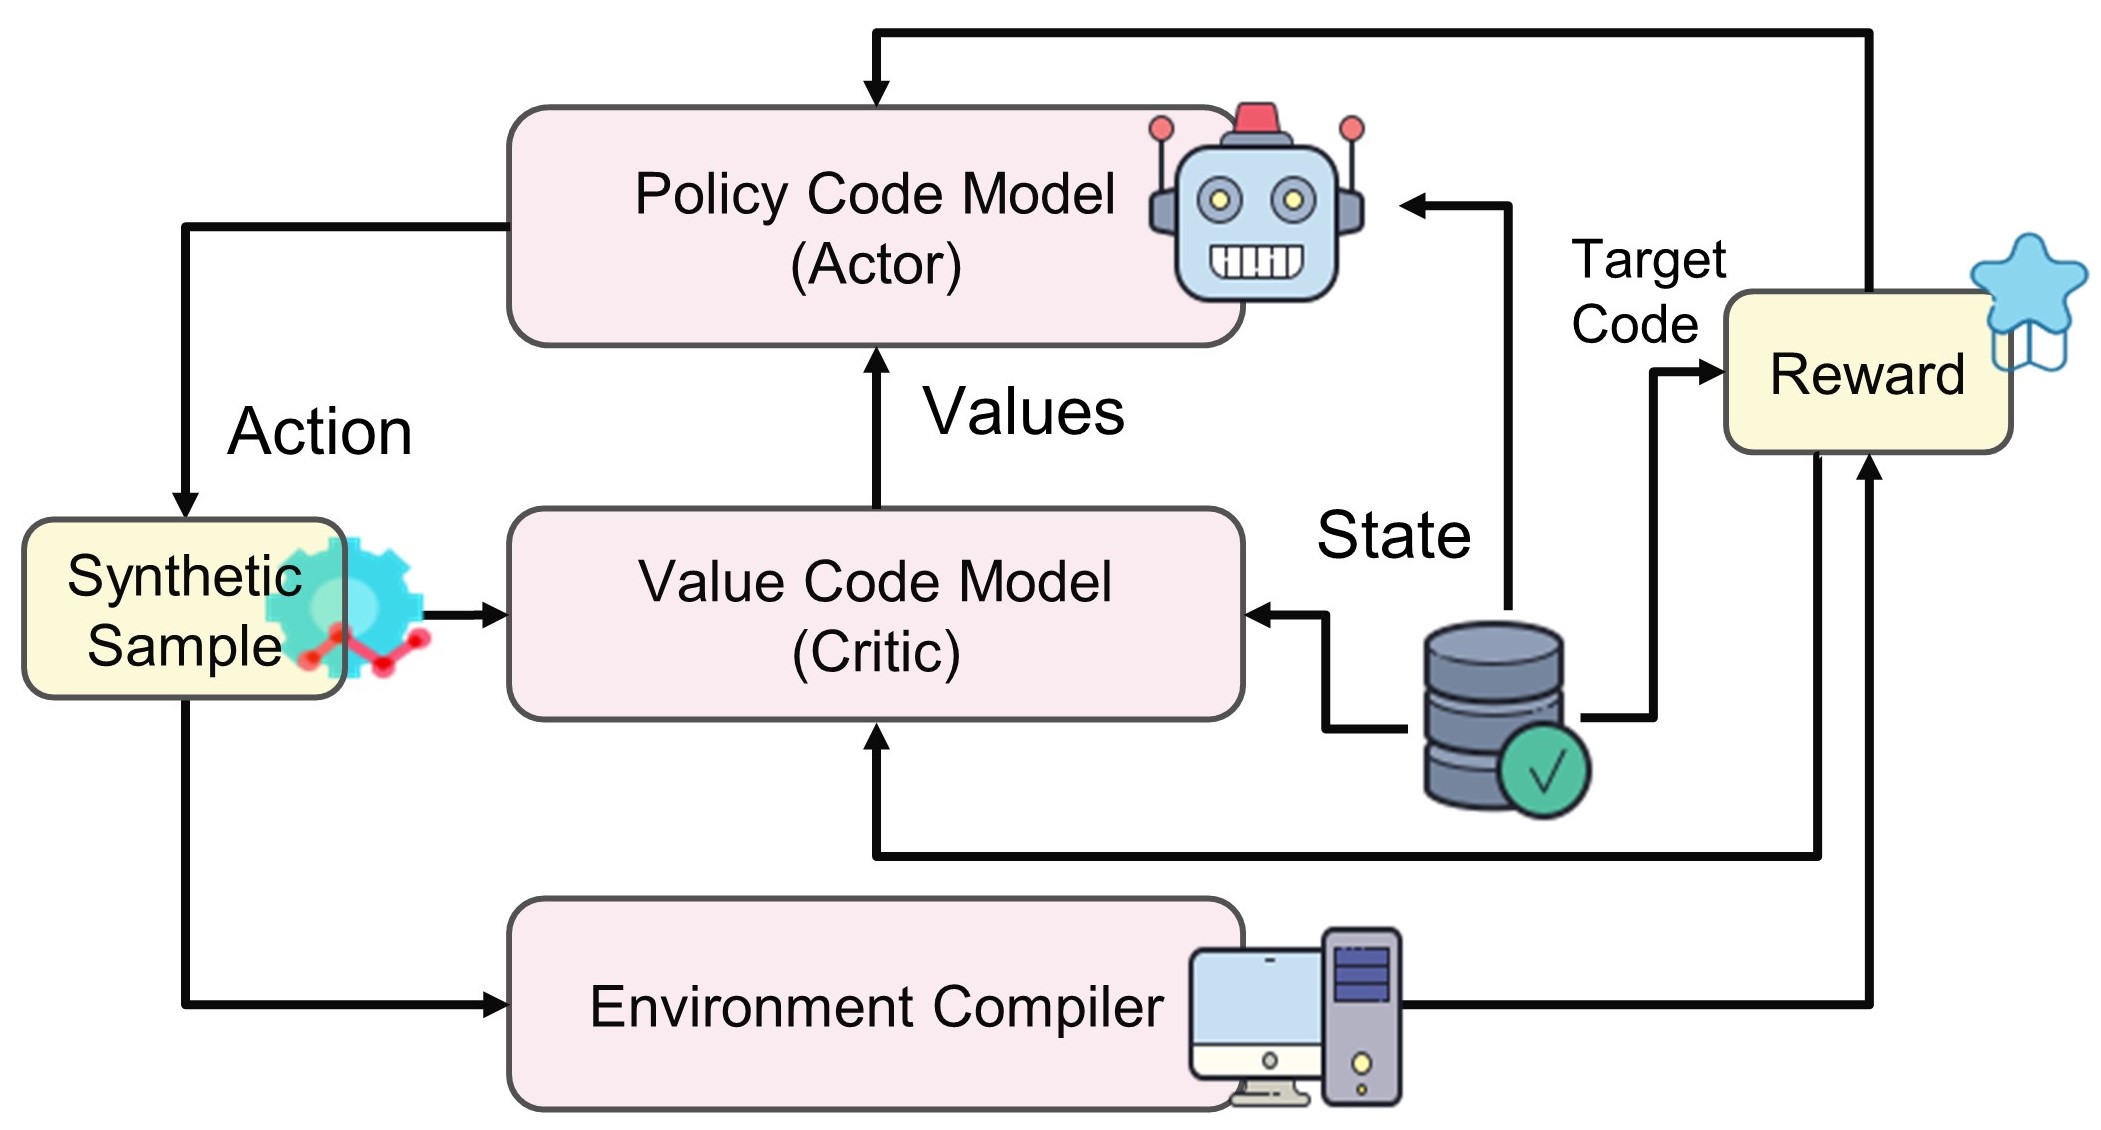 Policy Code Model
(Actor)
Target
Code
Reward
Action
Values
State
Synthetic
Sample
Value Code Model
(Critic)
Environment Compiler